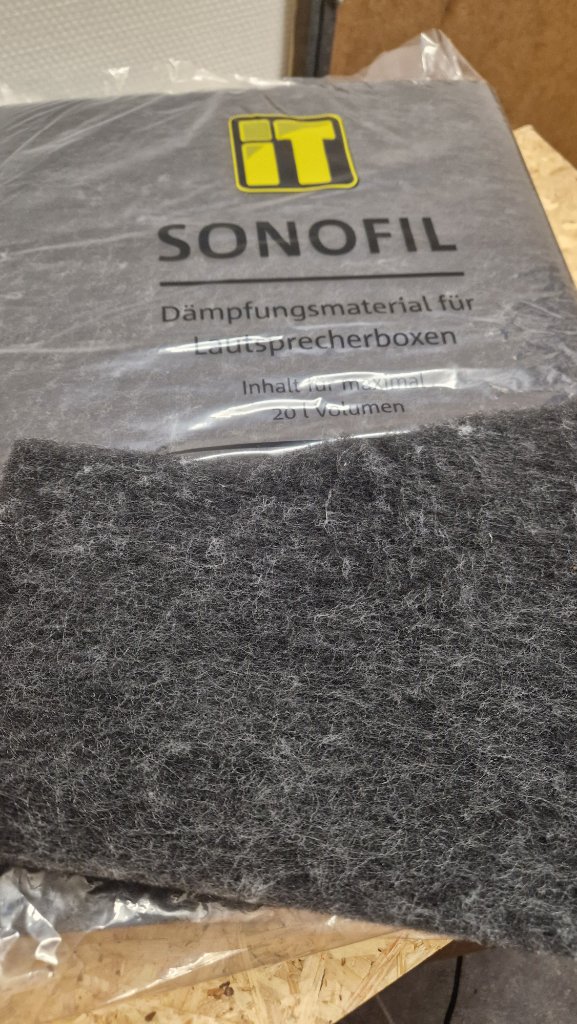 iT
SONOFIL
Dämpfungsmaterial für
Lautsprecherboxen
Inhalt für maximal
20 l Volumen